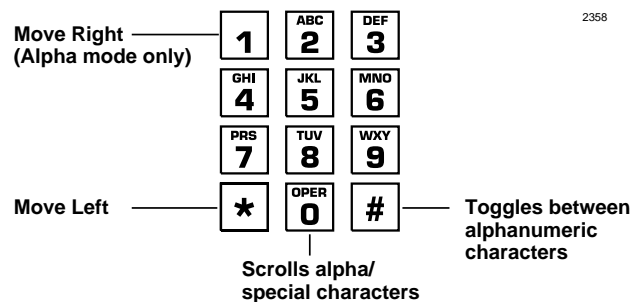 2358
Move Right
(Alpha mode only)
1
ABC
2
DEF
3
GHI
4
JKL
5
MNO
6
PRS
7
TUV
8
WXY
9
Move Left
*
OPER
0
#
Toggles between
alphanumeric
characters
Scrolls alpha/
special characters